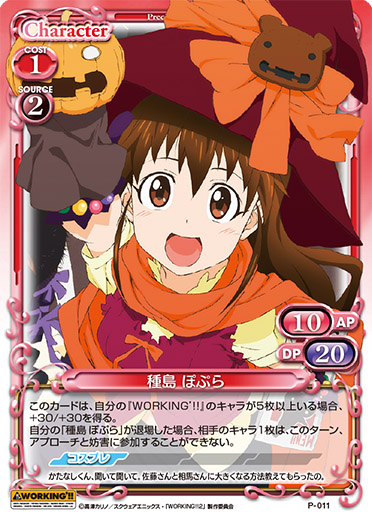 Prec
Character
COST
1
SOURCE
2
10 AP
DP 20
種島 ぽぷら
このカードは、自分の『WORKING'!!』のキャラが5枚以上いる場合、
+30/+30を得る。
自分の「種島 ぽぷら」が退場した場合、相手のキャラ1枚は、このターン、
アプローチと妨害に参加することができない。
コスプレ
かたなしくん、聞いて聞いて、佐藤さんと相馬さんに大きくなる方法教えてもらったの。
WORKING'!!
P-011
©高津カリノ/スクウェアエニックス・「WORKING'!!2」製作委員会